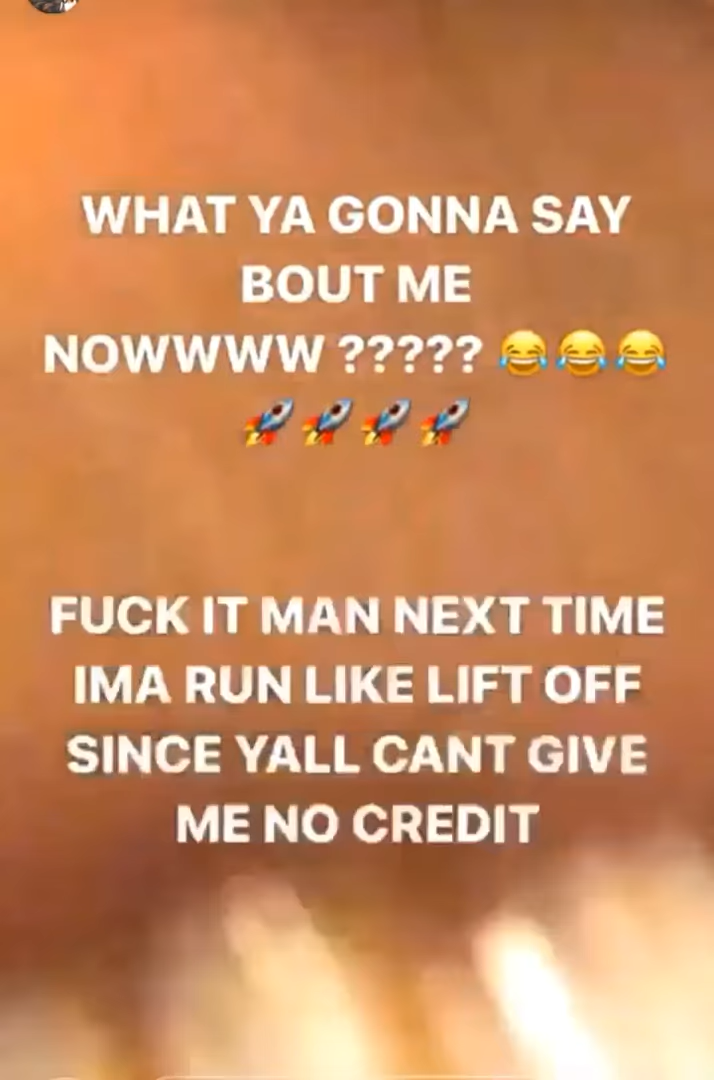 WHAT YA GONNA SAY
BOUT ME
NOWWWW ????? 😂😂😂
🚀🚀🚀🚀
FUCK IT MAN NEXT TIME
IMA RUN LIKE LIFT OFF
SINCE YALL CANT GIVE
ME NO CREDIT